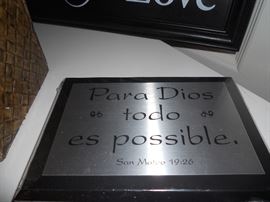 Love
Para Dios
todo
es possible.
San Mateo 19:26